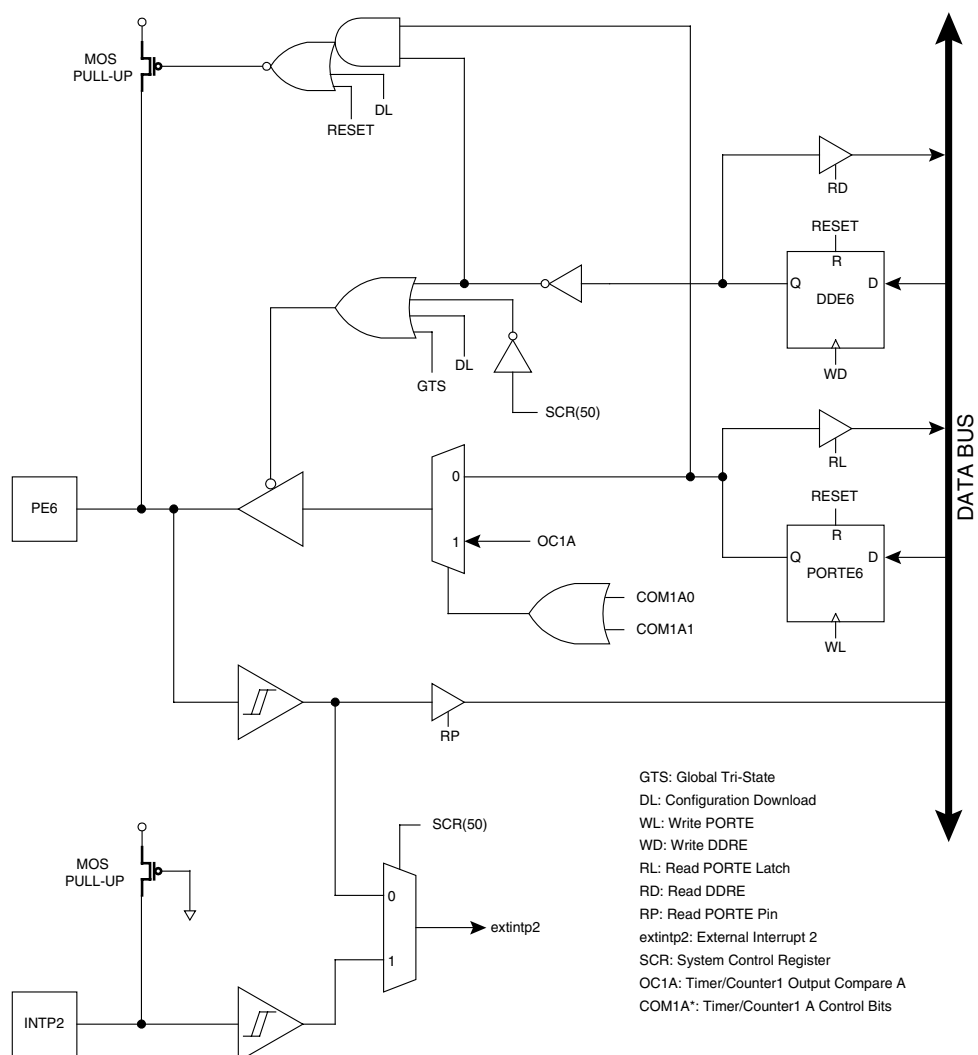 MOS
PULL-UP
DL
RESET
RD
RESET
R
Q
D
DDE6
WD
DL
GTS
SCR(50)
RL
0
PE6
RESET
R
OC1A
1
Q
D
PORTE6
COM1A0
COM1A1
WL
RP
DATA BUS
SCR(50)
MOS
PULL-UP
0
extintp2
1
INTP2
GTS: Global Tri-State
DL: Configuration Download
WL: Write PORTE
WD: Write DDRE
RL: Read PORTE Latch
RD: Read DDRE
RP: Read PORTE Pin
extintp2: External Interrupt 2
SCR: System Control Register
OC1A: Timer/Counter1 Output Compare A
COM1A*: Timer/Counter1 A Control Bits